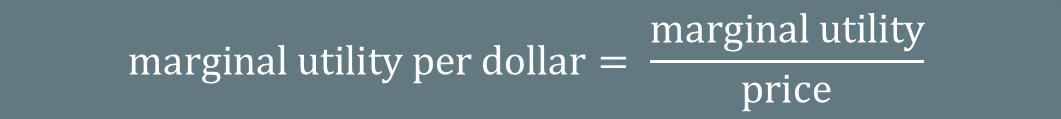 marginal utility per dollar = marginal utility / price